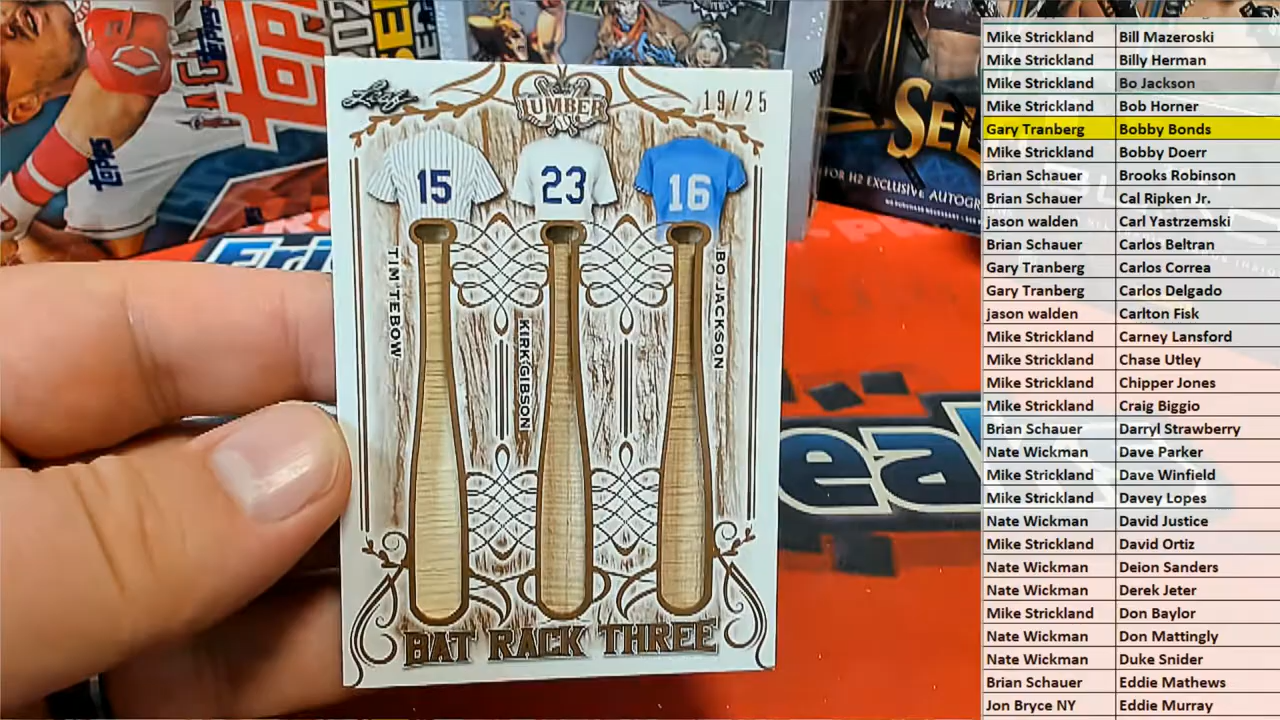 TOPPS
Leaf
LUMBER
19/25
15
23
16
TIM TEBOW
KIRK GIBSON
BO JACKSON
BAT RACK THREE
SEL
FOR H2 EXCLUSIVE AUTOGR
ea
Mike Strickland Bill Mazeroski
Mike Strickland Billy Herman
Mike Strickland Bo Jackson
Mike Strickland Bob Horner
Gary Tranberg Bobby Bonds
Mike Strickland Bobby Doerr
Brian Schauer Brooks Robinson
Brian Schauer Cal Ripken Jr.
jason walden Carl Yastrzemski
Brian Schauer Carlos Beltran
Gary Tranberg Carlos Correa
Gary Tranberg Carlos Delgado
jason walden Carlton Fisk
Mike Strickland Carney Lansford
Mike Strickland Chase Utley
Mike Strickland Chipper Jones
Mike Strickland Craig Biggio
Brian Schauer Darryl Strawberry
Nate Wickman Dave Parker
Mike Strickland Dave Winfield
Mike Strickland Davey Lopes
Nate Wickman David Justice
Mike Strickland David Ortiz
Nate Wickman Deion Sanders
Nate Wickman Derek Jeter
Mike Strickland Don Baylor
Nate Wickman Don Mattingly
Nate Wickman Duke Snider
Brian Schauer Eddie Mathews
Jon Bryce NY Eddie Murray